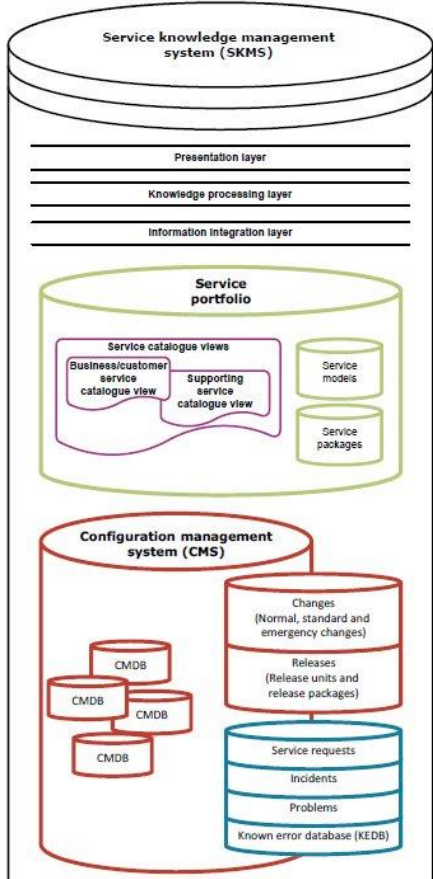 Service knowledge management
system (SKMS)
Presentation layer
Knowledge processing layer
Information integration layer
Service
portfolio
Service catalogue views
Business/customer
service
catalogue view
Supporting
service
catalogue view
Service
models
Service
packages
Configuration management
system (CMS)
Changes
(Normal, standard and
emergency changes)
Releases
(Release units and
release packages)
CMDB
CMDB
CMDB
CMDB
Service requests
Incidents
Problems
Known error database (KEDB)